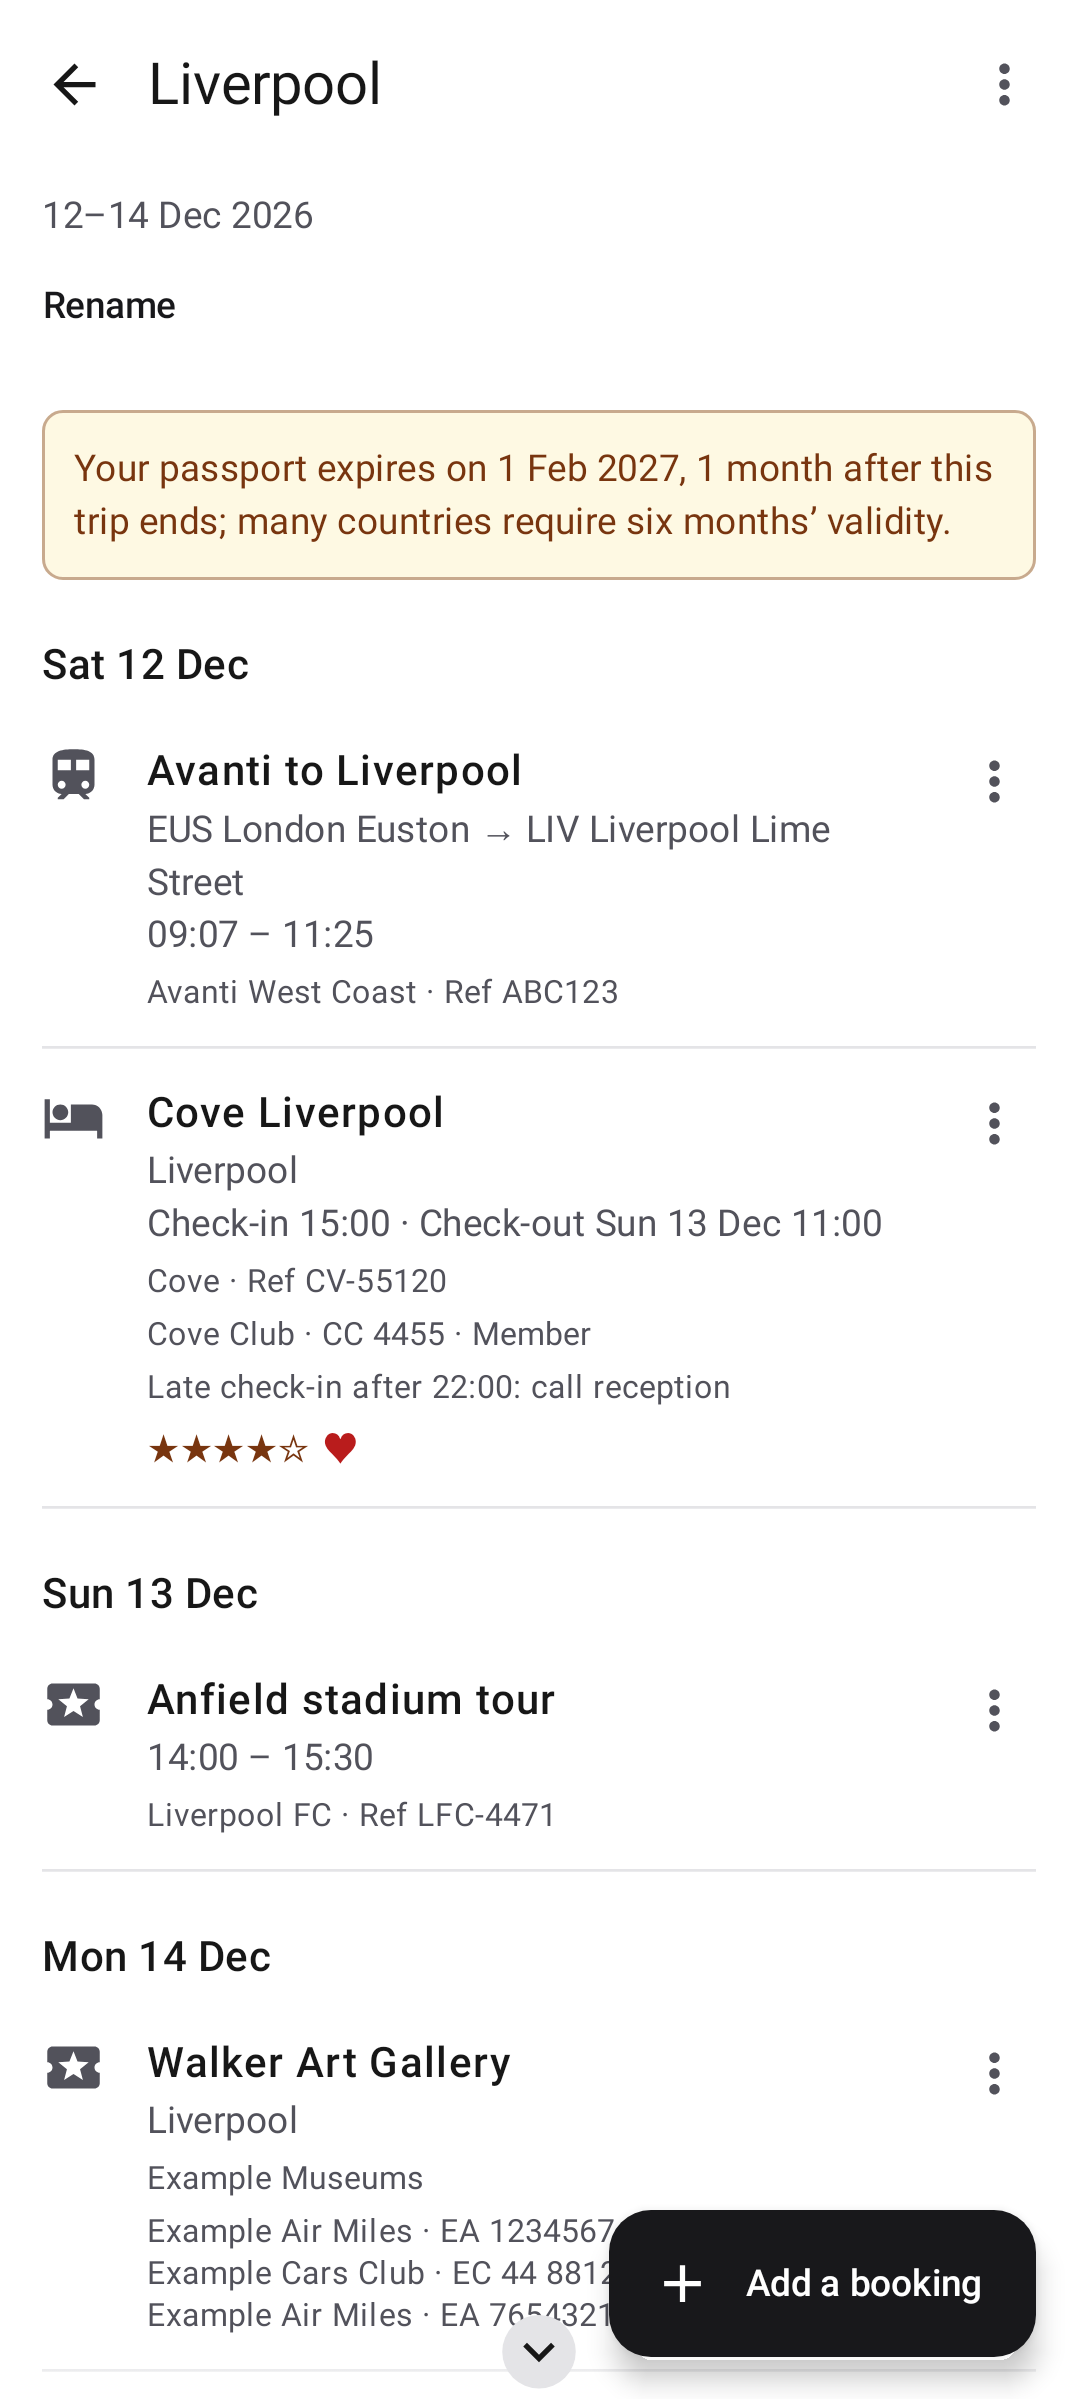 Liverpool
12–14 Dec 2026
Rename
Your passport expires on 1 Feb 2027, 1 month after this
trip ends; many countries require six months’ validity.
Sat 12 Dec
Avanti to Liverpool
EUS London Euston → LIV Liverpool Lime
Street
09:07 – 11:25
Avanti West Coast · Ref ABC123
Cove Liverpool
Liverpool
Check-in 15:00 · Check-out Sun 13 Dec 11:00
Cove · Ref CV-55120
Cove Club · CC 4455 · Member
Late check-in after 22:00: call reception
★★★★☆ ♥
Sun 13 Dec
Anfield stadium tour
14:00 – 15:30
Liverpool FC · Ref LFC-4471
Mon 14 Dec
Walker Art Gallery
Liverpool
Example Museums
Example Air Miles · EA 1234567
Example Cars Club · EC 44 8812
Example Air Miles · EA 7654321
Add a booking